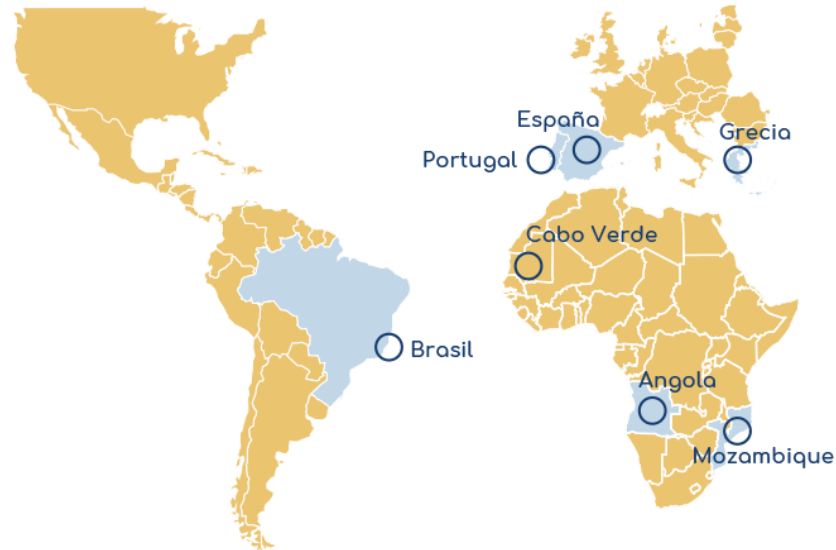 España
Grecia
Portugal
Cabo Verde
Brasil
Angola
Mozambique